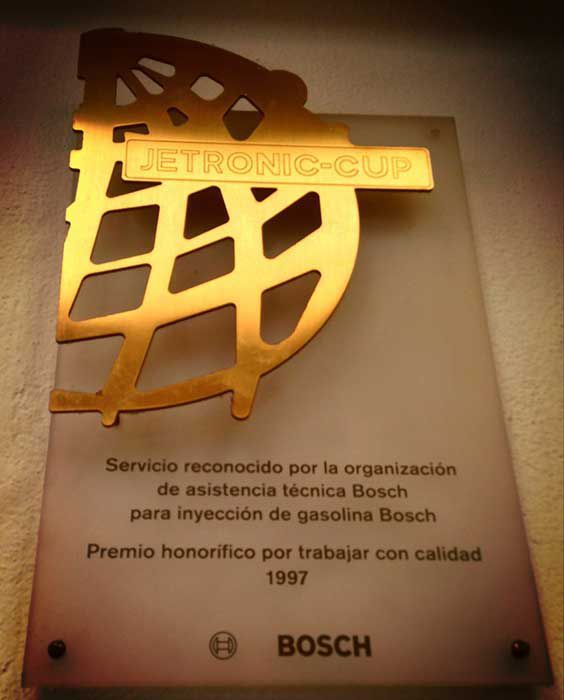 JETRONIC-CUP
Servicio reconocido por la organización
de asistencia técnica Bosch
para inyección de gasolina Bosch
Premio honorífico por trabajar con calidad
1997
BOSCH